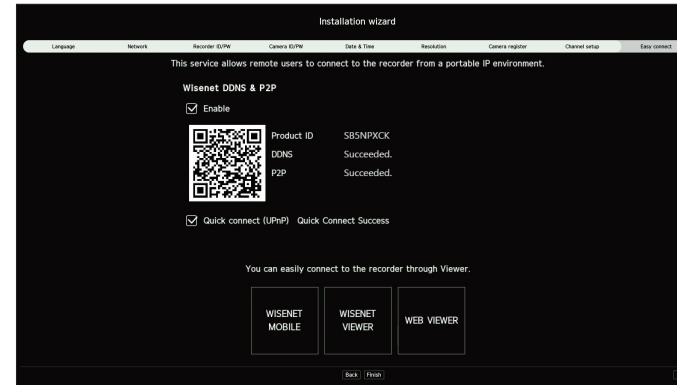 Installation wizard
Language Network Recorder ID/PW Camera ID/PW Date & Time Resolution Camera register Channel setup Easy connect
This service allows remote users to connect to the recorder from a portable IP environment.
Wisenet DDNS & P2P
Enable
Product ID SB5NPXCK
DDNS Succeeded.
P2P Succeeded.
Quick connect (UPnP) Quick Connect Success
You can easily connect to the recorder through Viewer.
WISENET MOBILE
WISENET VIEWER
WEB VIEWER
Back Finish